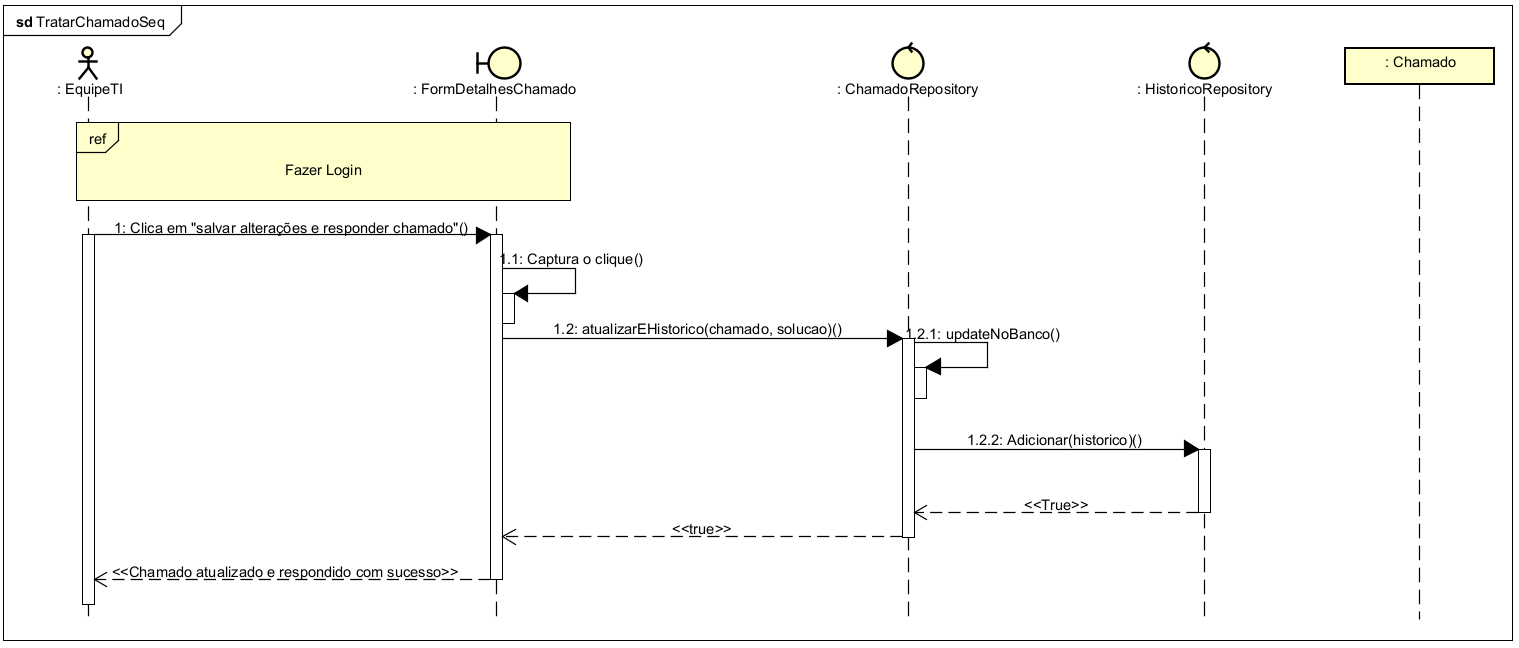 sd TratarChamadoSeq
: EquipeTI
: FormDetalhesChamado
: ChamadoRepository
: HistoricoRepository
: Chamado
ref
Fazer Login
1: Clica em "salvar alterações e responder chamado"()
1.1: Captura o clique()
1.2: atualizarEHistorico(chamado, solucao)()
1.2.1: updateNoBanco()
1.2.2: Adicionar(historico)()
<<True>>
<<true>>
<<Chamado atualizado e respondido com sucesso>>